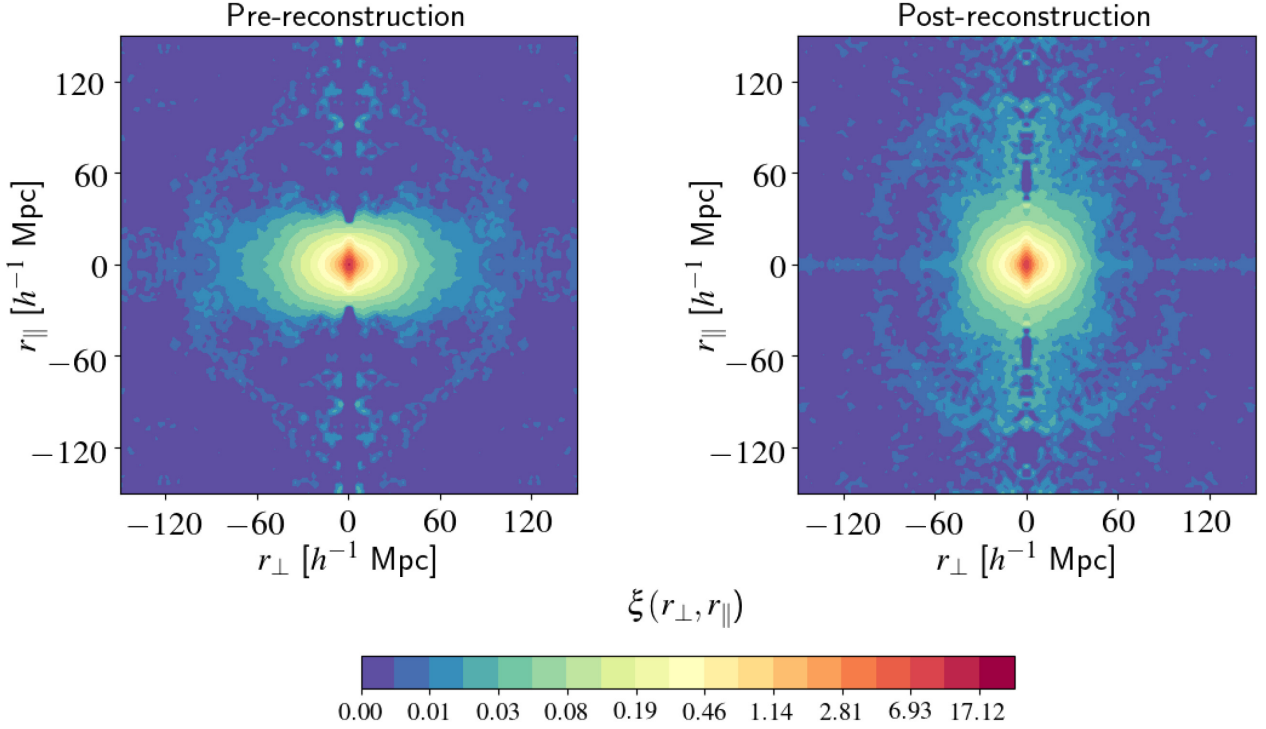 Pre-reconstruction
120
60
0
−60
−120
r∥ [h⁻¹ Mpc]
−120 −60 0 60 120
r⊥ [h⁻¹ Mpc]
Post-reconstruction
120
60
0
−60
−120
r∥ [h⁻¹ Mpc]
−120 −60 0 60 120
r⊥ [h⁻¹ Mpc]
ξ(r⊥, r∥)
0.00 0.01 0.03 0.08 0.19 0.46 1.14 2.81 6.93 17.12